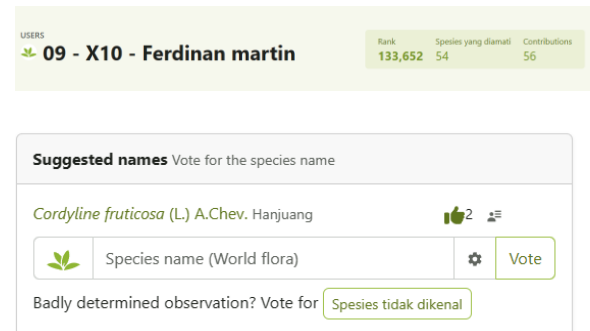 USERS
09 - X10 - Ferdinan martin
Rank Spesies yang diamati Contributions
133,652 54 56
Suggested names Vote for the species name
Cordyline fruticosa (L.) A.Chev. Hanjuang 2
Species name (World flora) Vote
Badly determined observation? Vote for Spesies tidak dikenal